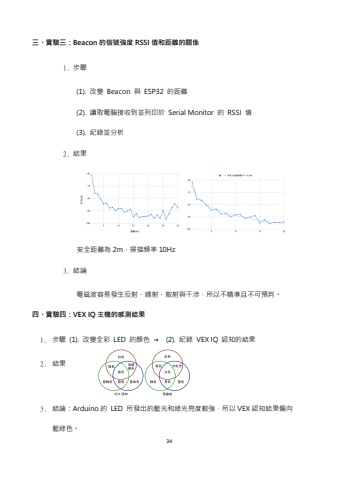 三、實驗三：Beacon 的信號強度 RSSI 值和距離的關係
1. 步驟
(1). 改變 Beacon 與 ESP32 的距離
(2). 讀取電腦接收到並列印於 Serial Monitor 的 RSSI 值
(3). 紀錄並分析
2. 結果
安全距離為 2m，掃描頻率 10Hz
3. 結論
電磁波容易發生反射、繞射、散射與干涉，所以不精準且不可預判。
四、實驗四：VEX IQ 主機的感測結果
1. 步驟 (1). 改變全彩 LED 的顏色 → (2). 紀錄 VEX IQ 認知的結果
2. 結果
3. 結論：Arduino 的 LED 所發出的藍光和綠光亮度較強，所以 VEX 認知結果偏向
藍綠色。
34